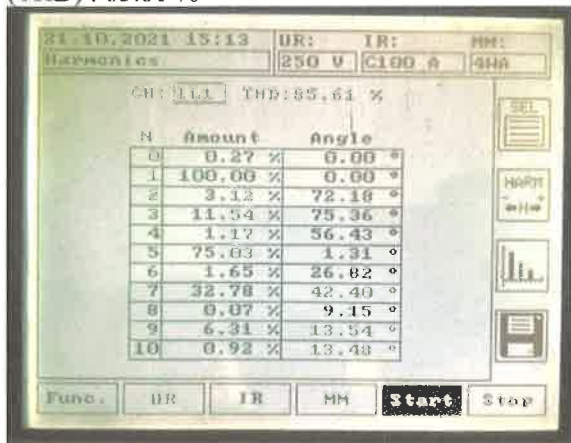 21.10.2021 15:13 UR: IR: MM:
Harmonics 250 V C100 A 4HA
CH: IL1 THD:85.61 %
SEL
N Amount Angle
0 0.27 % 0.00 °
1 100.00 % 0.00 °
2 3.12 % 72.18 °
3 11.54 % 75.36 °
4 1.17 % 56.43 °
5 75.03 % 1.31 °
6 1.65 % 26.82 °
7 32.78 % 42.40 °
8 0.07 % 9.15 °
9 6.31 % 13.54 °
10 0.92 % 13.48 °
HARM
N
Func. UR IR MM Start Stop